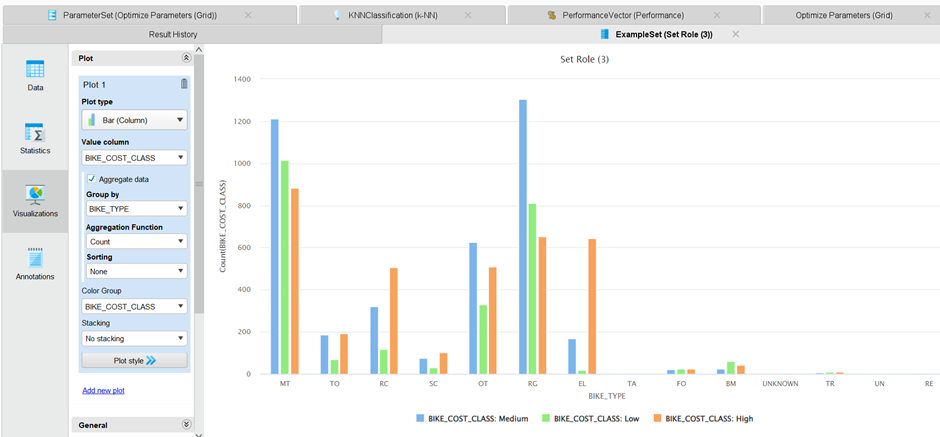 ParameterSet (Optimize Parameters (Grid))
KNNClassification (k-NN)
PerformanceVector (Performance)
Optimize Parameters (Grid)
Result History
ExampleSet (Set Role (3))
Data
Statistics
Visualizations
Annotations
Plot
Plot 1
Plot type
Bar (Column)
Value column
BIKE_COST_CLASS
Aggregate data
Group by
BIKE_TYPE
Aggregation Function
Count
Sorting
None
Color Group
BIKE_COST_CLASS
Stacking
No stacking
Plot style
Add new plot
General
Set Role (3)
Count(BIKE_COST_CLASS)
1400
1200
1000
800
600
400
200
0
MT TO RC SC OT RG EL TA FO BM UNKNOWN TR UN RE
BIKE_TYPE
BIKE_COST_CLASS: Medium BIKE_COST_CLASS: Low BIKE_COST_CLASS: High